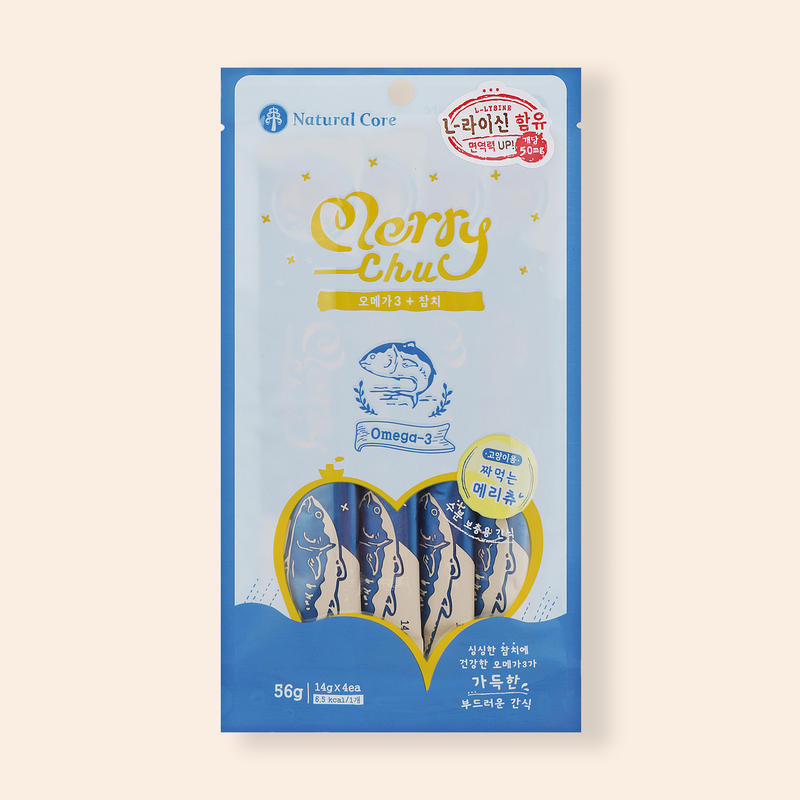 Natural Core
L-LYSINE
L-라이신 함유
면역력 UP!
개당
50mg
Merry
Chu
오메가3 + 참치
Omega-3
·고양이용·
짜먹는
메리츄
수분 보충용 간식
싱싱한 참치에
건강한 오메가3가
가득한
부드러운 간식
56g
14g X 4ea
6.5 kcal/1개